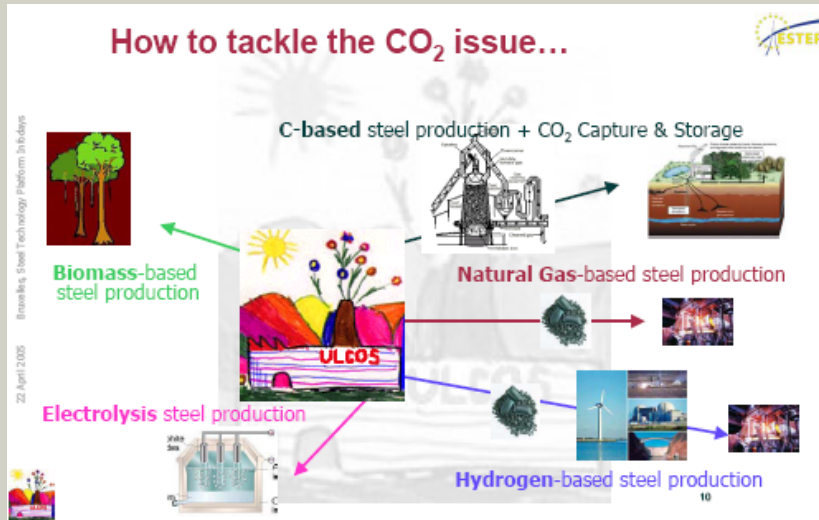 How to tackle the CO₂ issue…
ESTEP
C-based steel production + CO₂ Capture & Storage
22 April 2005 Bruxelles, Steel Technology Platform Infodays
Biomass-based
steel production
Natural Gas-based steel production
ULCOS
Electrolysis steel production
Hydrogen-based steel production
10